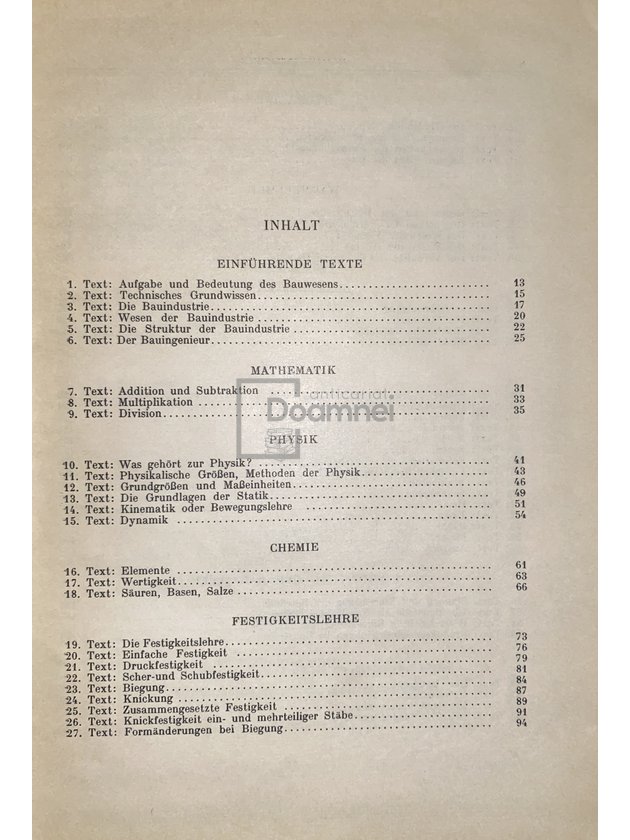 INHALT
EINFÜHRENDE TEXTE
1. Text: Aufgabe und Bedeutung des Bauwesens 13
2. Text: Technisches Grundwissen 15
3. Text: Die Bauindustrie 17
4. Text: Wesen der Bauindustrie 20
5. Text: Die Struktur der Bauindustrie 22
6. Text: Der Bauingenieur 25
MATHEMATIK
7. Text: Addition und Subtraktion 31
8. Text: Multiplikation 33
9. Text: Division 35
anticariat
Doamnei
PHYSIK
10. Text: Was gehört zur Physik? 41
11. Text: Physikalische Größen, Methoden der Physik 43
12. Text: Grundgrößen und Maßeinheiten 46
13. Text: Die Grundlagen der Statik 49
14. Text: Kinematik oder Bewegungslehre 51
15. Text: Dynamik 54
CHEMIE
16. Text: Elemente 61
17. Text: Wertigkeit 63
18. Text: Säuren, Basen, Salze 66
FESTIGKEITSLEHRE
19. Text: Die Festigkeitslehre 73
20. Text: Einfache Festigkeit 76
21. Text: Druckfestigkeit 79
22. Text: Scher-und Schubfestigkeit 81
23. Text: Biegung 84
24. Text: Knickung 87
25. Text: Zusammengesetzte Festigkeit 89
26. Text: Knickfestigkeit ein- und mehrteiliger Stäbe 91
27. Text: Formänderungen bei Biegung 94